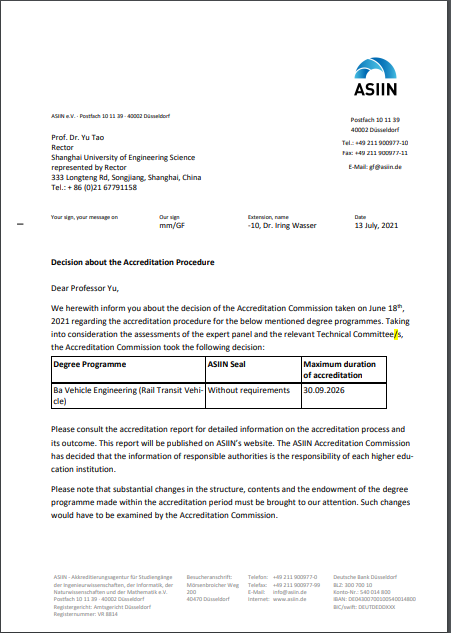 ASIIN
ASIIN e.V. · Postfach 10 11 39 · 40002 Düsseldorf
Postfach 10 11 39
40002 Düsseldorf
Tel.: +49 211 900977-10
Fax: +49 211 900977-11
E-Mail: gf@asiin.de
Prof. Dr. Yu Tao
Rector
Shanghai University of Engineering Science
represented by Rector
333 Longteng Rd, Songjiang, Shanghai, China
Tel.: + 86 (0)21 67791158
Your sign, your message on Our sign Extension, name Date
mm/GF -10, Dr. Iring Wasser 13 July, 2021
Decision about the Accreditation Procedure
Dear Professor Yu,
We herewith inform you about the decision of the Accreditation Commission taken on June 18th,
2021 regarding the accreditation procedure for the below mentioned degree programmes. Taking
into consideration the assessments of the expert panel and the relevant Technical Committee/s,
the Accreditation Commission took the following decision:
Degree Programme ASIIN Seal Maximum duration
of accreditation
Ba Vehicle Engineering (Rail Transit Vehi- Without requirements 30.09.2026
cle)
Please consult the accreditation report for detailed information on the accreditation process and
its outcome. This report will be published on ASIIN's website. The ASIIN Accreditation Commission
has decided that the information of responsible authorities is the responsibility of each higher edu-
cation institution.
Please note that substantial changes in the structure, contents and the endowment of the degree
programme made within the accreditation period must be brought to our attention. Such changes
would have to be examined by the Accreditation Commission.
ASIIN - Akkreditierungsagentur für Studiengänge
der Ingenieurwissenschaften, der Informatik, der
Naturwissenschaften und der Mathematik e.V.
Postfach 10 11 39 · 40002 Düsseldorf
Registergericht: Amtsgericht Düsseldorf
Registernummer: VR 8814
Besucheranschrift:
Mörsenbroicher Weg
200
40470 Düsseldorf
Telefon: +49 211 900977-0
Telefax: +49 211 900977-99
E-Mail: info@asiin.de
Internet: www.asiin.de
Deutsche Bank Düsseldorf
BLZ: 300 700 10
Konto-Nr.: 540 014 800
BIC/swift: DEUTDEDDXXX